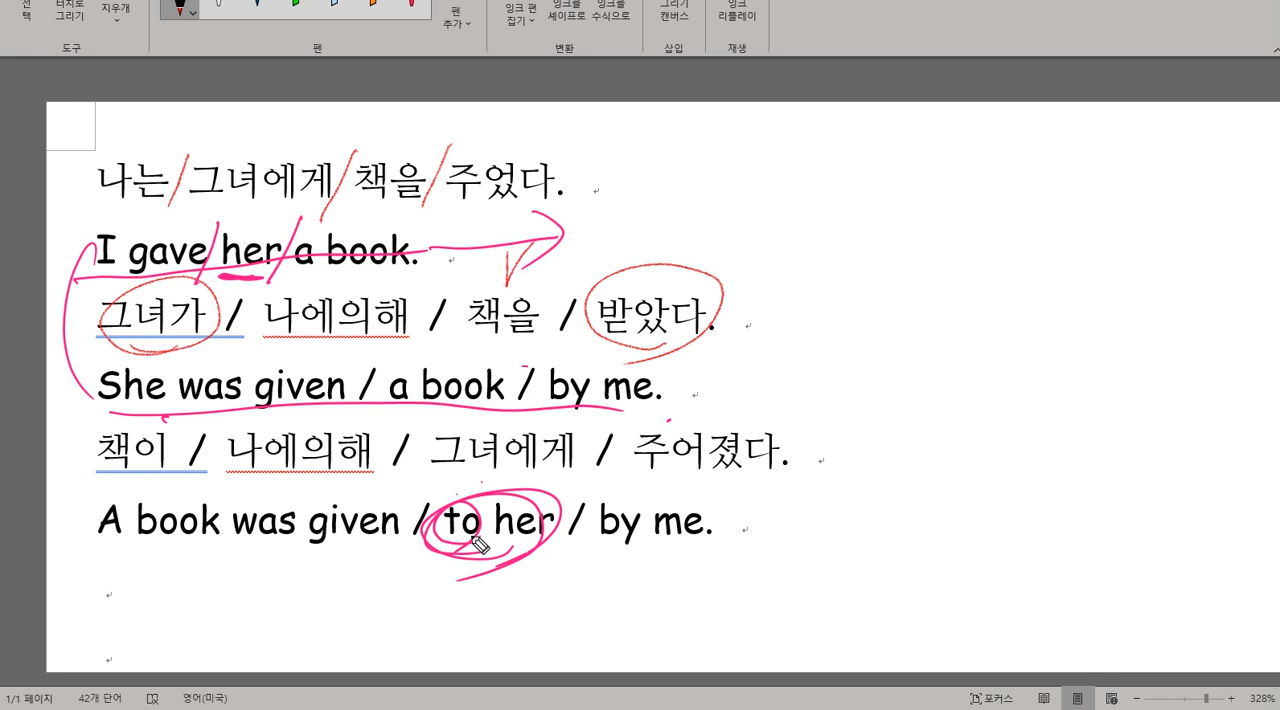 선 터치로 지우개 펜 잉크 편 잉크를 잉크를 그리기 잉크
택 그리기 추가 집기 셰이프로 수식으로 캔버스 리플레이
도구 펜 변환 삽입 재생
나는/그녀에게/책을/주었다.
I gave/her/a book.
그녀가 / 나에의해 / 책을 / 받았다.
She was given / a book / by me.
책이 / 나에의해 / 그녀에게 / 주어졌다.
A book was given / to her / by me.
1/1 페이지 42개 단어 영어(미국) 포커스 328%